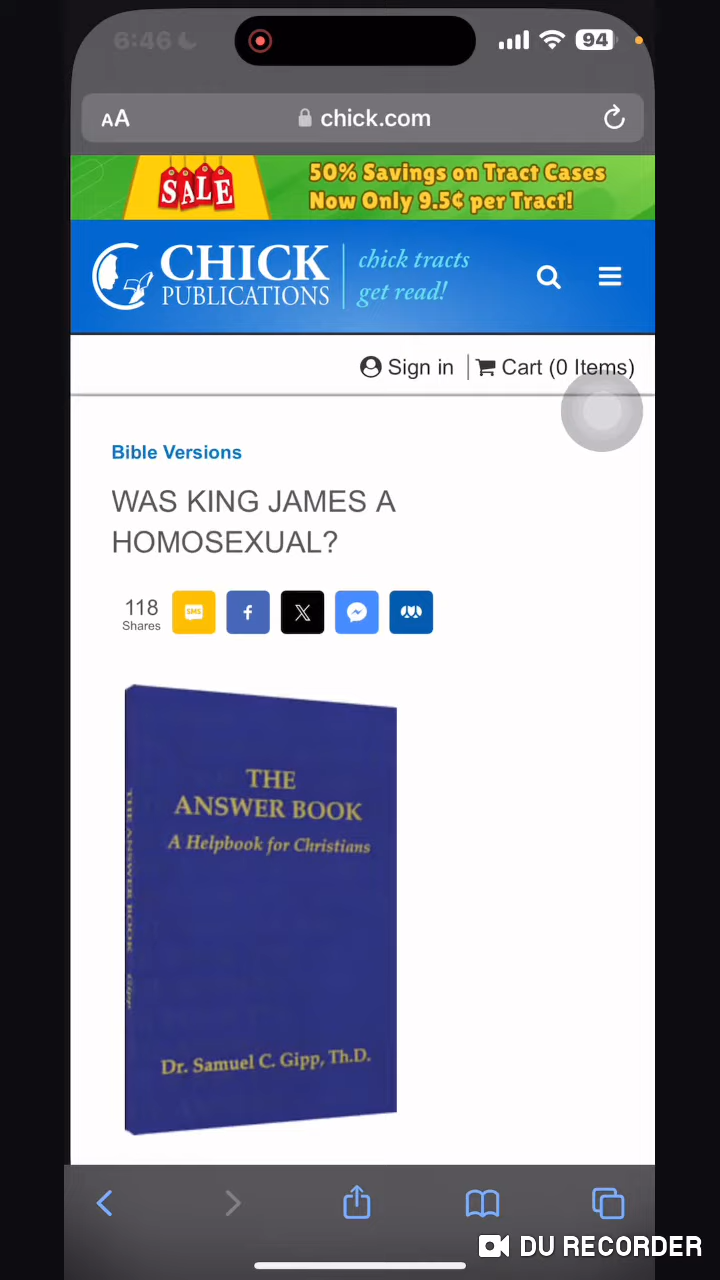 6:46
94
AA
chick.com
SALE
50% Savings on Tract Cases
Now Only 9.5¢ per Tract!
CHICK
PUBLICATIONS
chick tracts
get read!
Sign in
Cart (0 Items)
Bible Versions
WAS KING JAMES A
HOMOSEXUAL?
118
Shares
SMS
THE
ANSWER BOOK
A Helpbook for Christians
THE ANSWER BOOK Gipp
Dr. Samuel C. Gipp, Th.D.
DU RECORDER